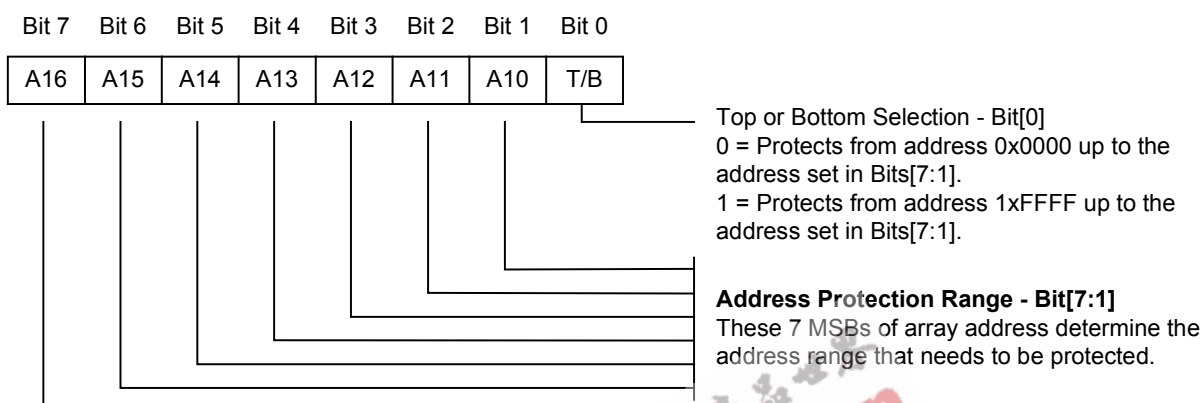 Bit 7 Bit 6 Bit 5 Bit 4 Bit 3 Bit 2 Bit 1 Bit 0
A16 A15 A14 A13 A12 A11 A10 T/B
Top or Bottom Selection - Bit[0]
0 = Protects from address 0x0000 up to the
address set in Bits[7:1].
1 = Protects from address 1xFFFF up to the
address set in Bits[7:1].
Address Protection Range - Bit[7:1]
These 7 MSBs of array address determine the
address range that needs to be protected.